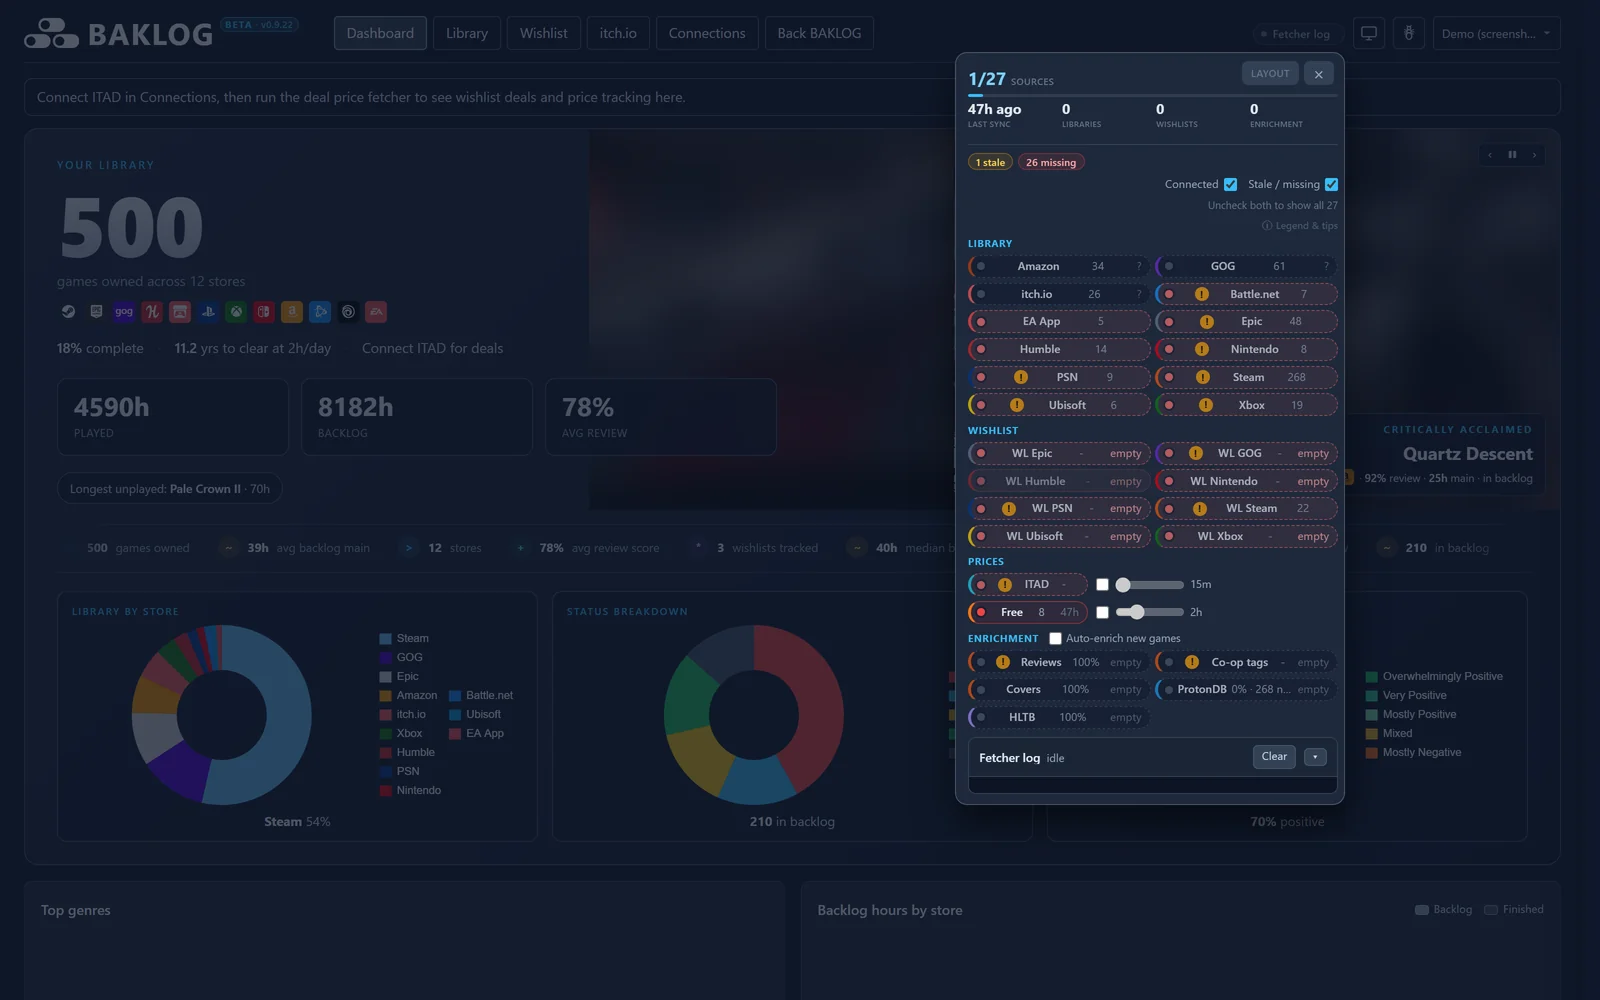 BAKLOG BETA · v0.9.22
Dashboard Library Wishlist itch.io Connections Back BAKLOG
Fetcher log
Demo (screensh...
Connect ITAD in Connections, then run the deal price fetcher to see wishlist deals and price tracking here.
YOUR LIBRARY
500
games owned across 12 stores
gog
18% complete · 11.2 yrs to clear at 2h/day Connect ITAD for deals
4590h
PLAYED
8182h
BACKLOG
78%
AVG REVIEW
Longest unplayed: Pale Crown II · 70h
CRITICALLY ACCLAIMED
Quartz Descent
· 92% review · 25h main · in backlog
500 games owned ~ 39h avg backlog main > 12 stores + 78% avg review score * 3 wishlists tracked ~ 40h median b
~ 210 in backlog
LIBRARY BY STORE
Steam
GOG
Epic
Amazon
itch.io
Xbox
Humble
PSN
Nintendo
Battle.net
Ubisoft
EA App
Steam 54%
STATUS BREAKDOWN
210 in backlog
Overwhelmingly Positive
Very Positive
Mostly Positive
Mixed
Mostly Negative
70% positive
Top genres
Backlog hours by store
Backlog Finished
1/27 SOURCES
LAYOUT ×
47h ago
LAST SYNC
0
LIBRARIES
0
WISHLISTS
0
ENRICHMENT
1 stale 26 missing
Connected Stale / missing
Uncheck both to show all 27
ⓘ Legend & tips
LIBRARY
Amazon 34 ?
GOG 61 ?
itch.io 26 ?
! Battle.net 7
EA App 5
! Epic 48
Humble 14
! Nintendo 8
! PSN 9
! Steam 268
! Ubisoft 6
! Xbox 19
WISHLIST
WL Epic - empty
! WL GOG - empty
WL Humble - empty
WL Nintendo - empty
! WL PSN - empty
! WL Steam 22
WL Ubisoft - empty
WL Xbox - empty
PRICES
! ITAD - 15m
Free 8 47h 2h
ENRICHMENT Auto-enrich new games
! Reviews 100% empty
! Co-op tags - empty
Covers 100% empty
ProtonDB 0% · 268 n... empty
HLTB 100% empty
Fetcher log idle
Clear